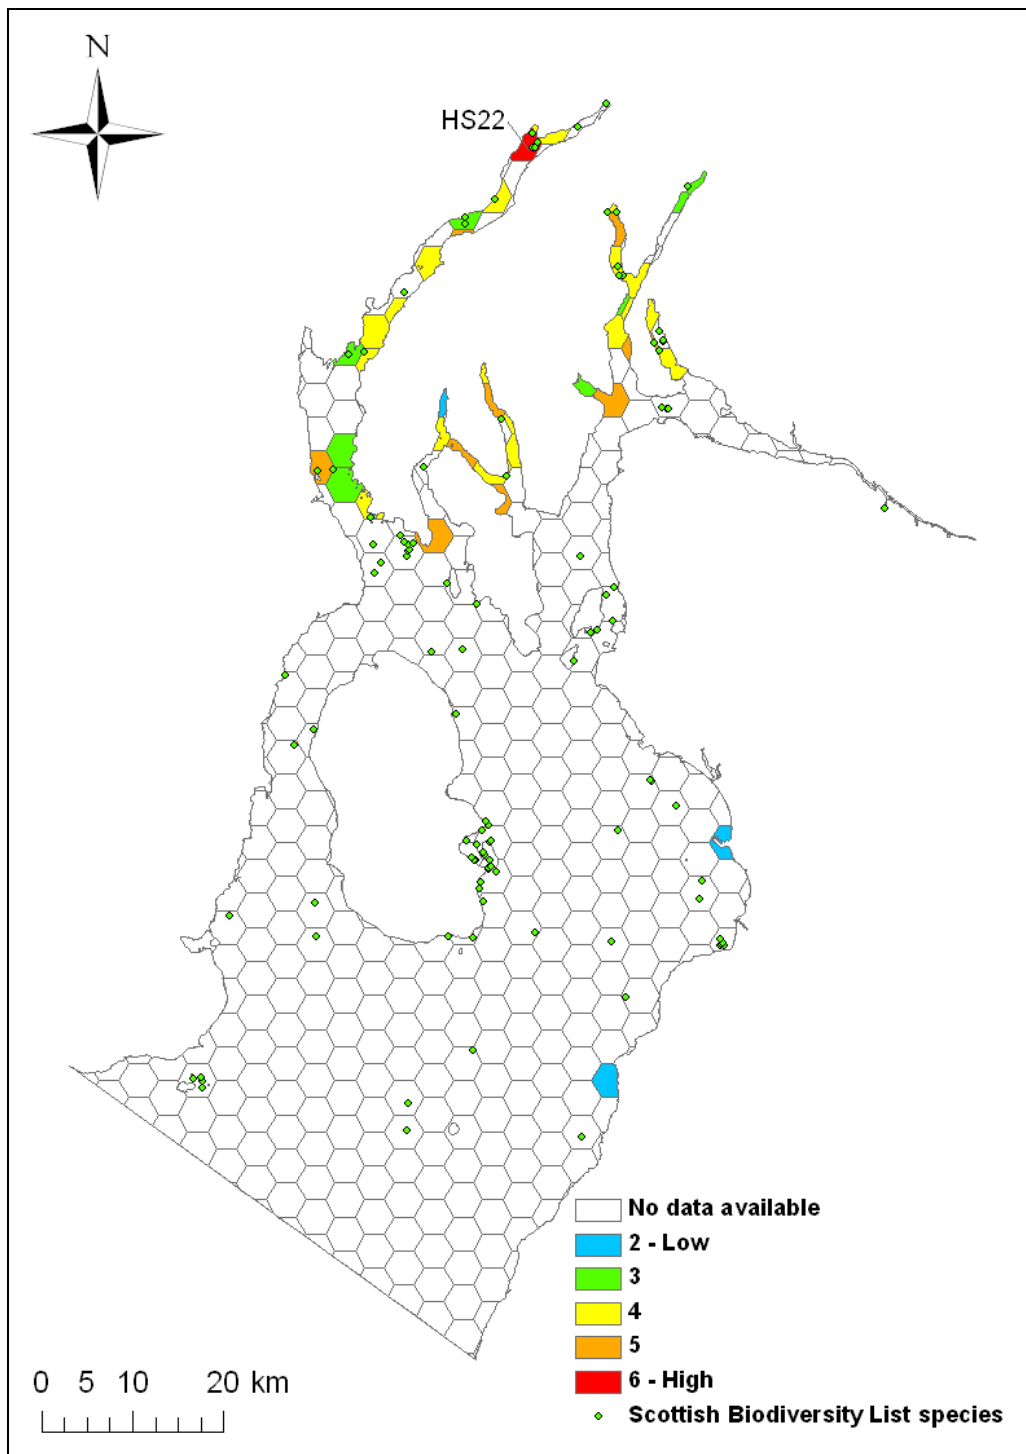 N
HS22
No data available
2 - Low
3
4
5
6 - High
Scottish Biodiversity List species
0 5 10 20 km